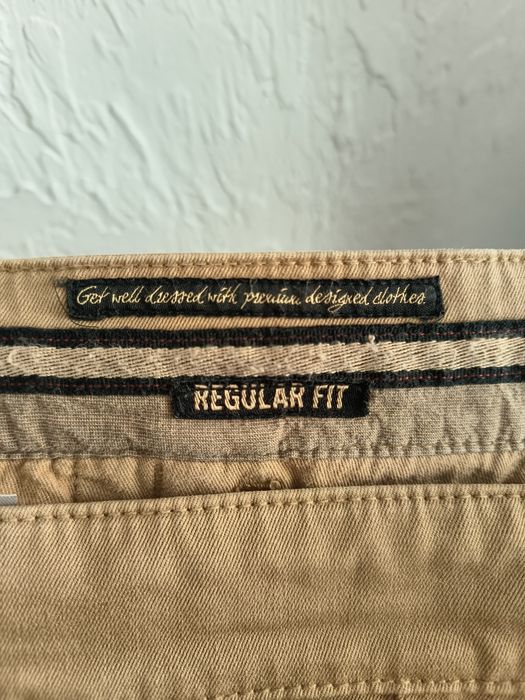 Get well dressed with premium designed clothes
REGULAR FIT